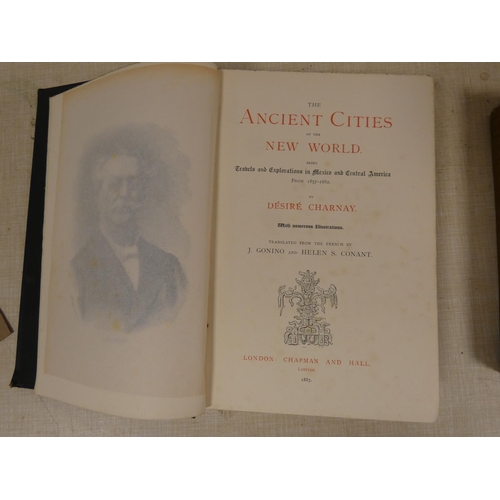 THE
ANCIENT CITIES
OF THE
NEW WORLD.
BEING
Travels and Explorations in Mexico and Central America
FROM 1857-1882.
BY
DÉSIRÉ CHARNAY.
With numerous Illustrations.
TRANSLATED FROM THE FRENCH BY
J. GONINO AND HELEN S. CONANT.
LONDON: CHAPMAN AND HALL,
LIMITED.